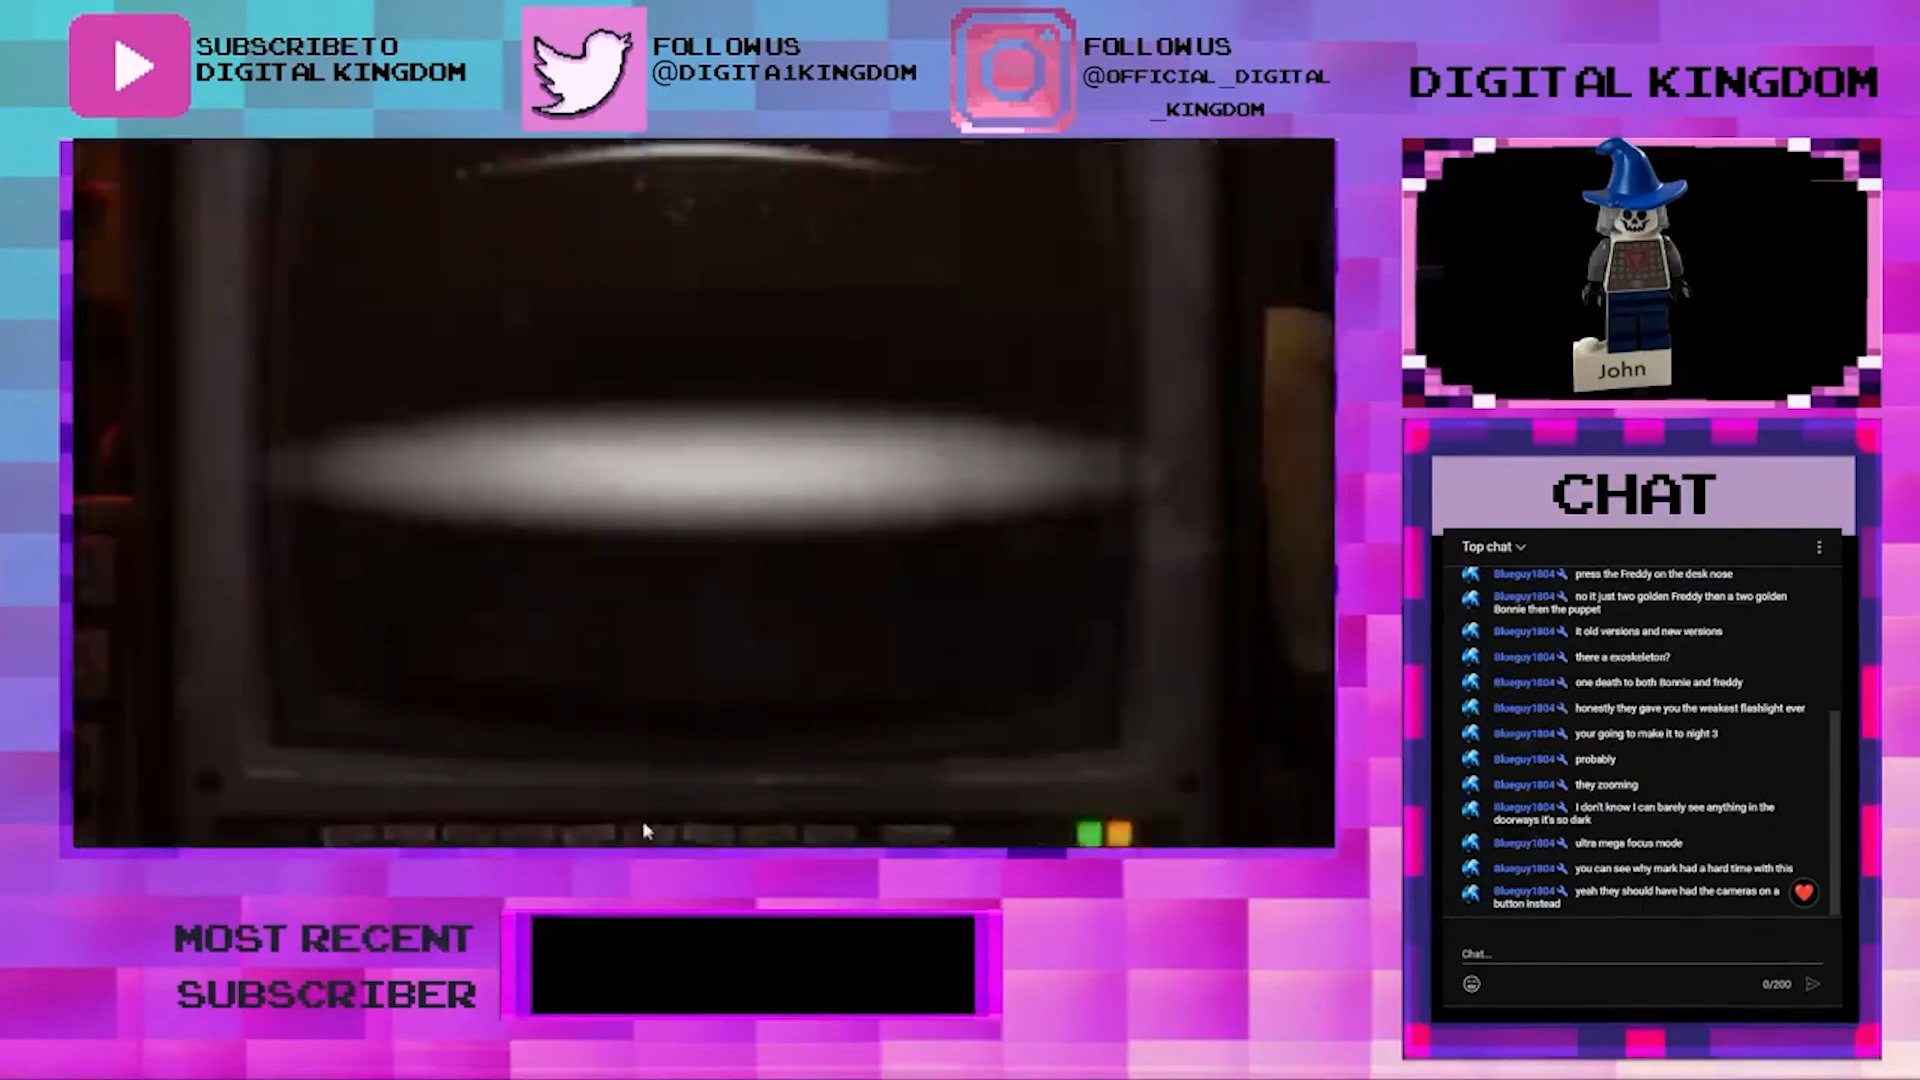 SUBSCRIBE TO
DIGITAL KINGDOM
FOLLOW US
@DIGITA1KINGDOM
FOLLOW US
@OFFICIAL_DIGITAL
_KINGDOM
DIGITAL KINGDOM
John
CHAT
Top chat
Blueguy1804 press the Freddy on the desk nose
Blueguy1804 no it just two golden Freddy then a two golden
Bonnie then the puppet
Blueguy1804 it old versions and new versions
Blueguy1804 there a exoskeleton?
Blueguy1804 one death to both Bonnie and freddy
Blueguy1804 honestly they gave you the weakest flashlight ever
Blueguy1804 your going to make it to night 3
Blueguy1804 probably
Blueguy1804 they zooming
Blueguy1804 I don't know I can barely see anything in the
doorways it's so dark
Blueguy1804 ultra mega focus mode
Blueguy1804 you can see why mark had a hard time with this
Blueguy1804 yeah they should have had the cameras on a
button instead
Chat...
0/200
MOST RECENT
SUBSCRIBER